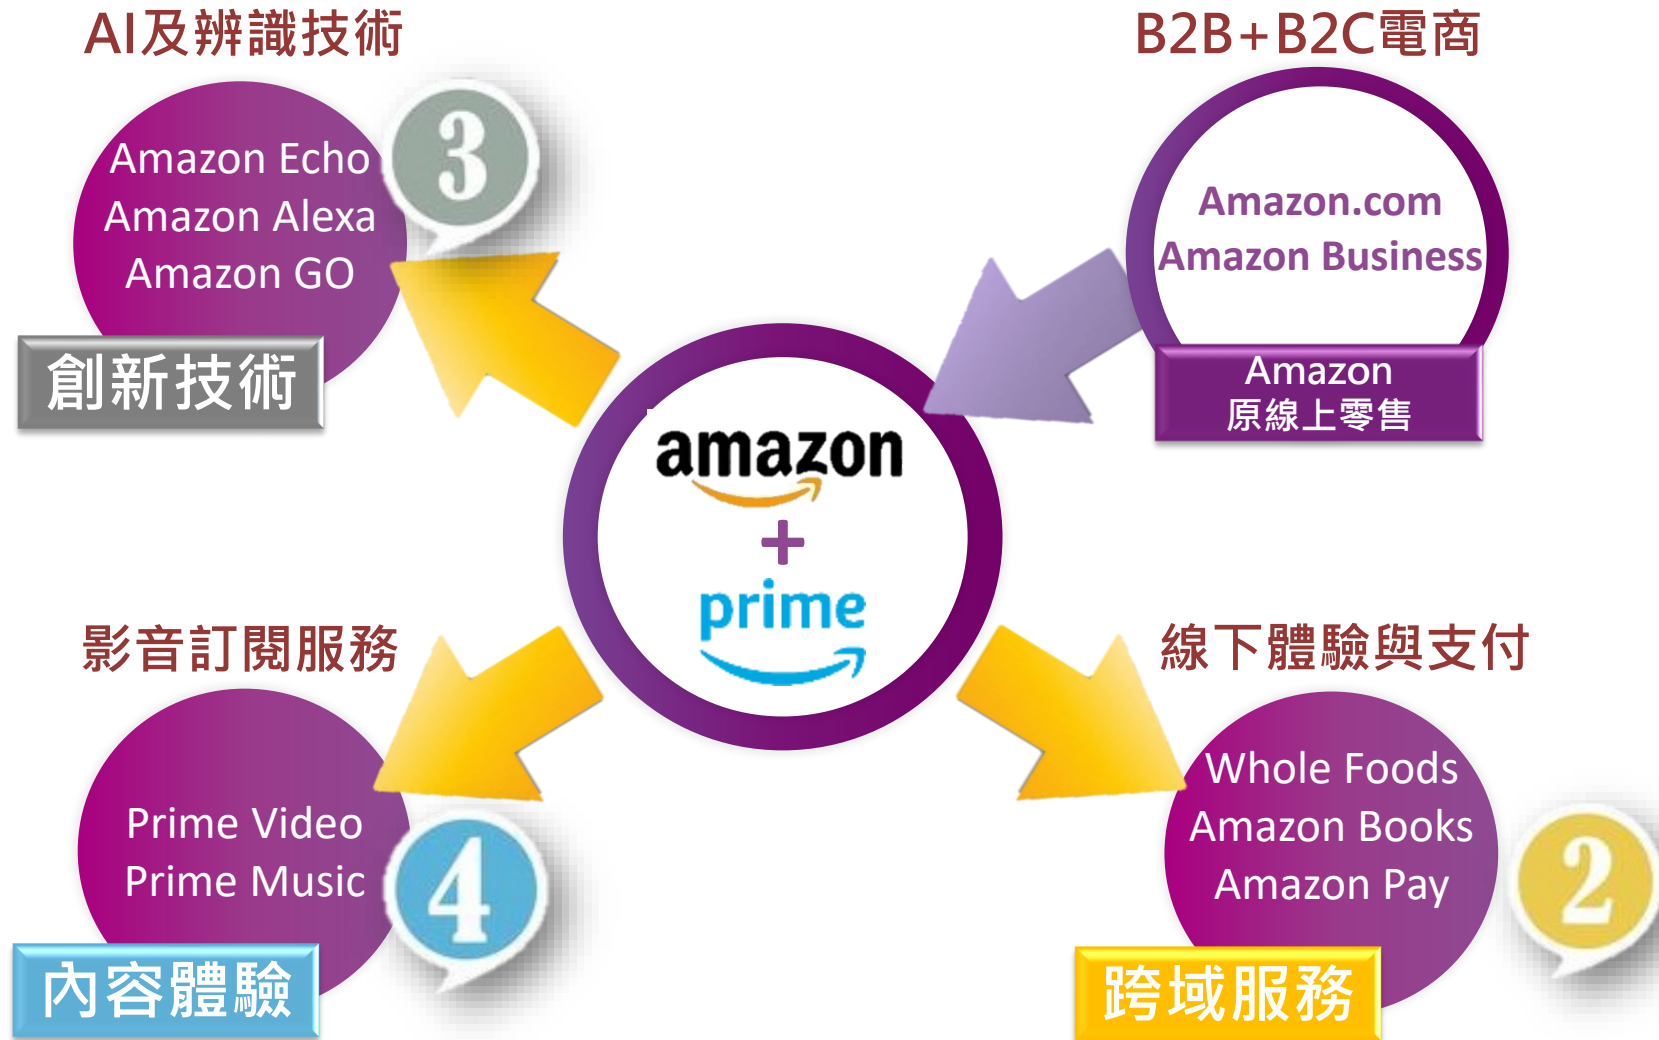 AI及辨識技術
Amazon Echo
Amazon Alexa
Amazon GO
3
創新技術
B2B+B2C電商
Amazon.com
Amazon Business
Amazon
原線上零售
amazon
+
prime
影音訂閱服務
Prime Video
Prime Music
4
內容體驗
線下體驗與支付
Whole Foods
Amazon Books
Amazon Pay
2
跨域服務